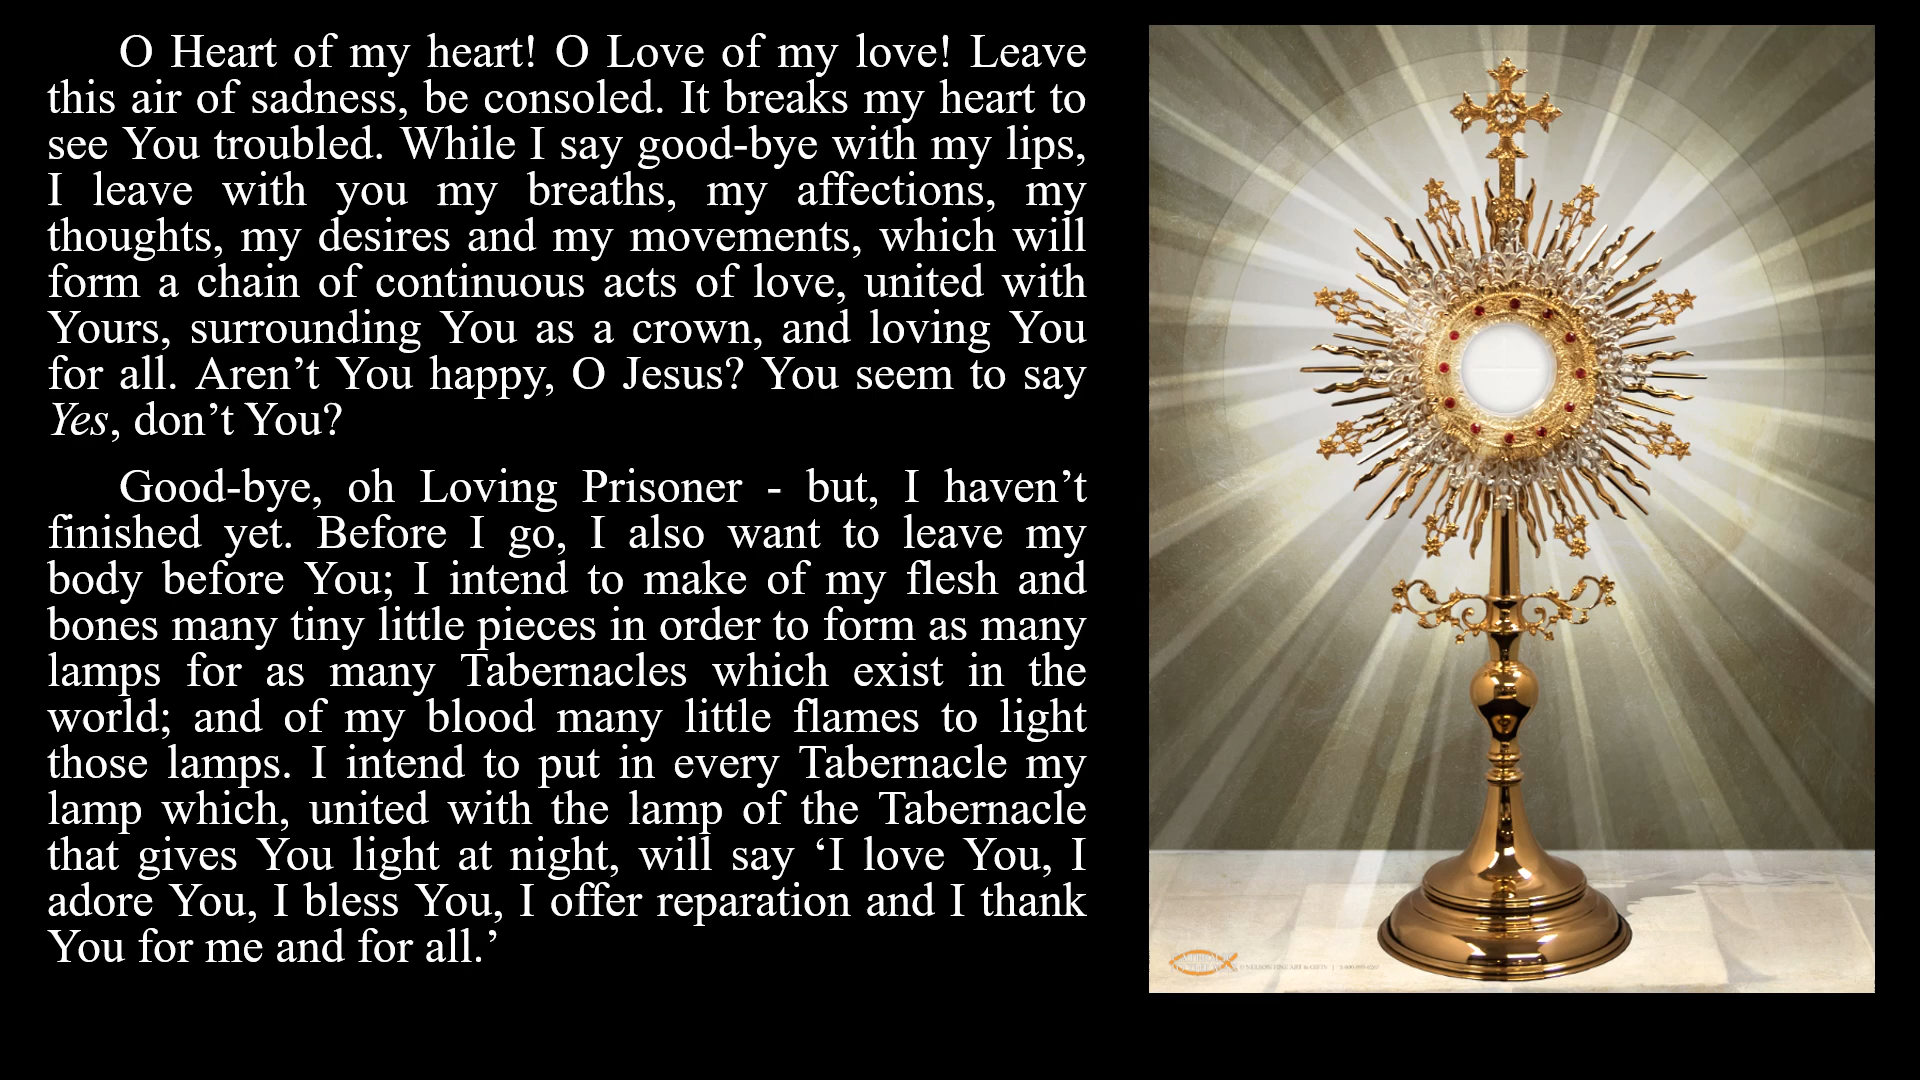 O Heart of my heart! O Love of my love! Leave
this air of sadness, be consoled. It breaks my heart to
see You troubled. While I say good-bye with my lips,
I leave with you my breaths, my affections, my
thoughts, my desires and my movements, which will
form a chain of continuous acts of love, united with
Yours, surrounding You as a crown, and loving You
for all. Aren’t You happy, O Jesus? You seem to say
Yes, don’t You?
Good-bye, oh Loving Prisoner - but, I haven’t
finished yet. Before I go, I also want to leave my
body before You; I intend to make of my flesh and
bones many tiny little pieces in order to form as many
lamps for as many Tabernacles which exist in the
world; and of my blood many little flames to light
those lamps. I intend to put in every Tabernacle my
lamp which, united with the lamp of the Tabernacle
that gives You light at night, will say ‘I love You, I
adore You, I bless You, I offer reparation and I thank
You for me and for all.’
© NELSON FINE ART & GIFTS